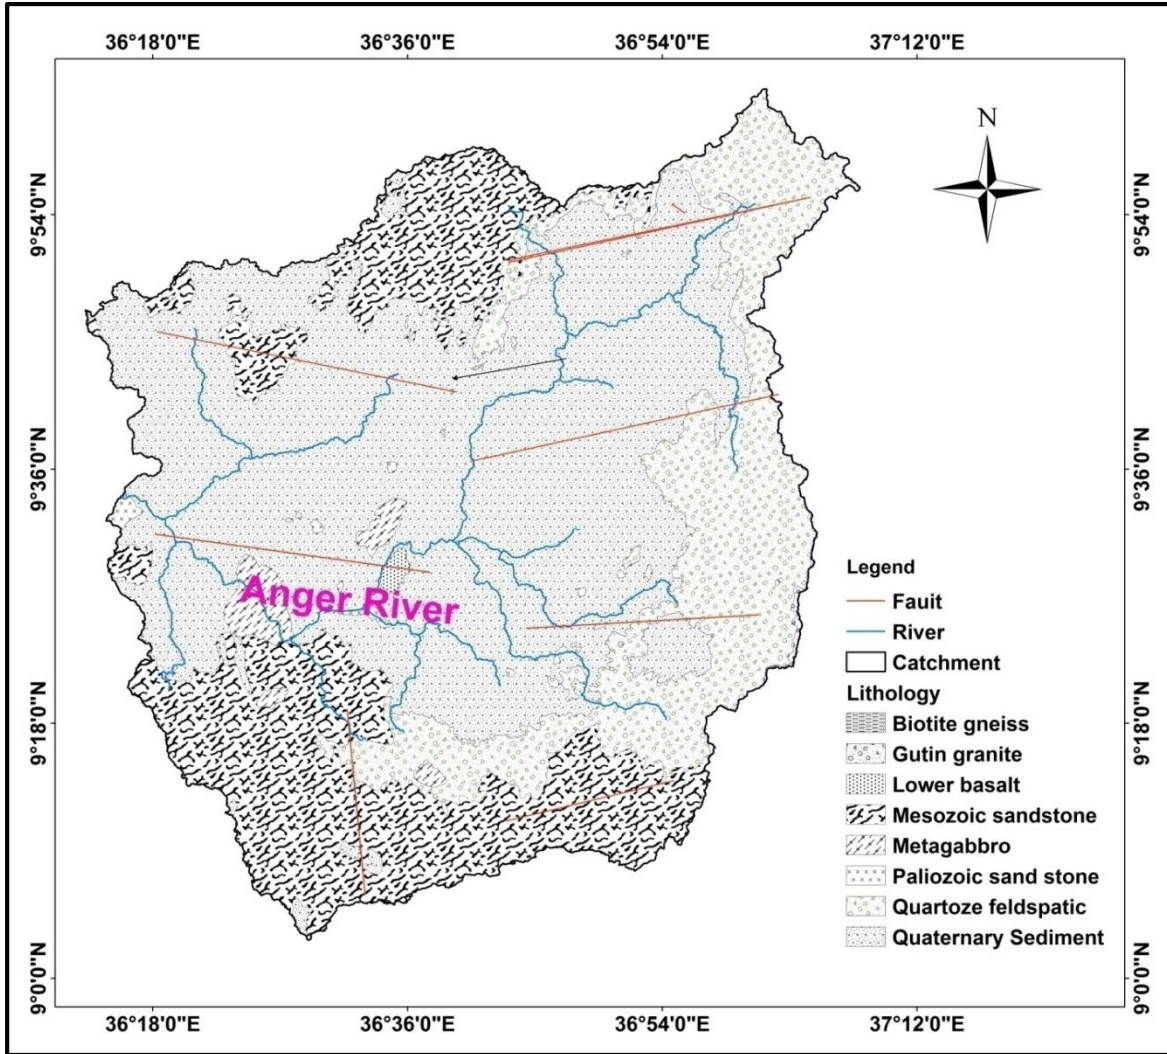 36°18'0"E 36°36'0"E 36°54'0"E 37°12'0"E
N
9°54'0"N 9°54'0"N
9°36'0"N 9°36'0"N
Anger River
Legend
Fauit
River
Catchment
Lithology
9°18'0"N 9°18'0"N
Biotite gneiss
Gutin granite
Lower basalt
Mesozoic sandstone
Metagabbro
Paliozoic sand stone
Quartoze feldspatic
Quaternary Sediment
9°0'0"N 9°0'0"N
36°18'0"E 36°36'0"E 36°54'0"E 37°12'0"E